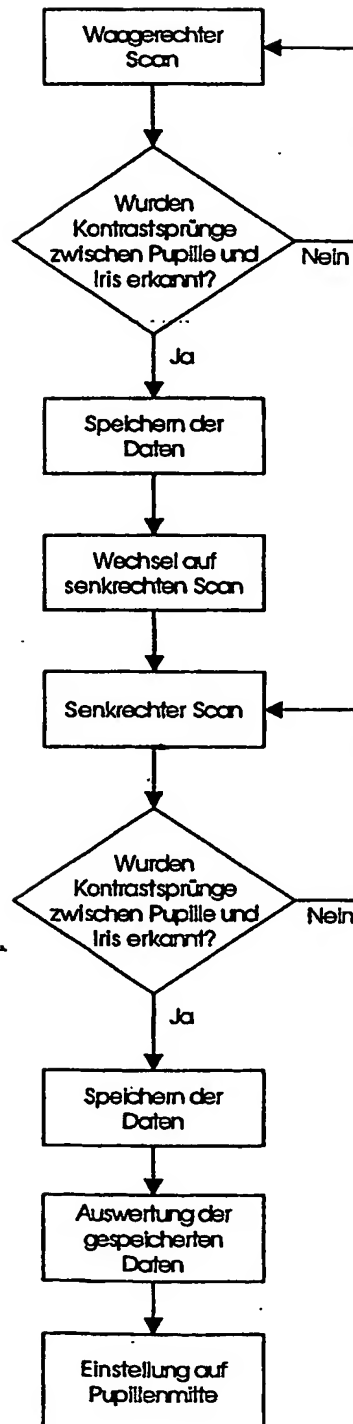 Waagerechter
Scan
Wurden
Kontrastsprünge
zwischen Pupille und
Iris erkannt?
Nein
Ja
Speichern der
Daten
Wechsel auf
senkrechten Scan
Senkrechter Scan
Wurden
Kontrastsprünge
zwischen Pupille und
Iris erkannt?
Nein
Ja
Speichern der
Daten
Auswertung der
gespeicherten
Daten
Einstellung auf
Pupillenmitte